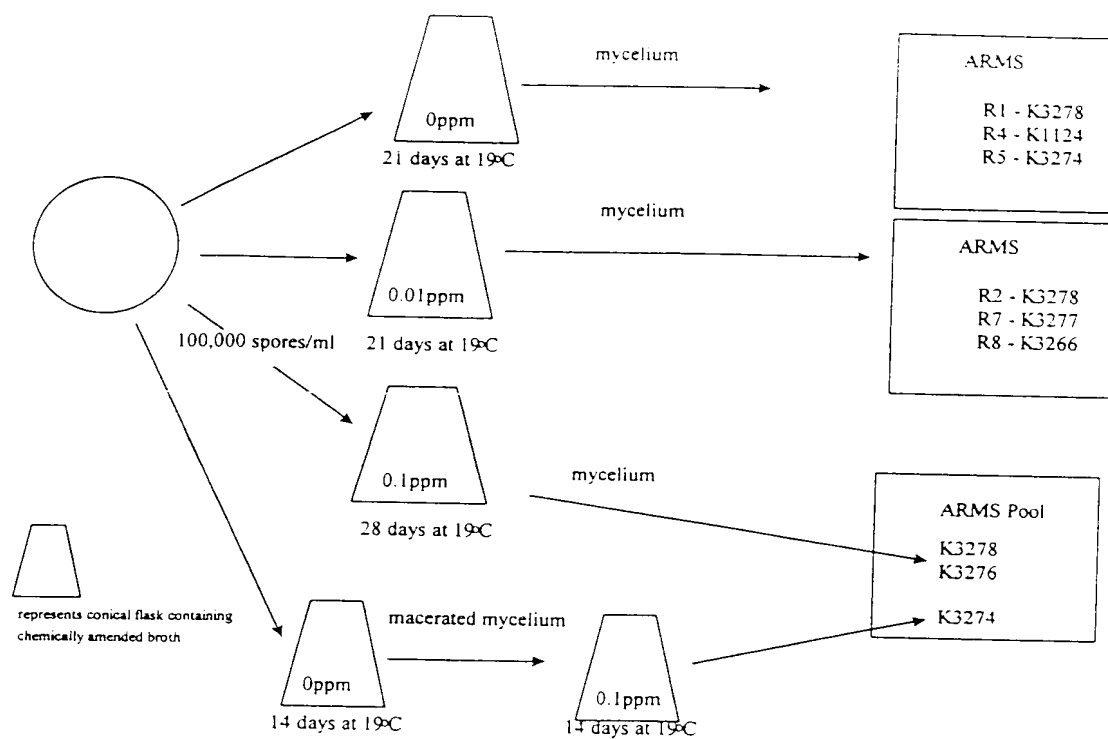 mycelium
0ppm
21 days at 19°C
ARMS
R1 - K3278
R4 - K1124
R5 - K3274
mycelium
0.01ppm
21 days at 19°C
ARMS
R2 - K3278
R7 - K3277
R8 - K3266
100,000 spores/ml
0.1ppm
28 days at 19°C
mycelium
ARMS Pool
K3278
K3276
K3274
represents conical flask containing
chemically amended broth
0ppm
14 days at 19°C
macerated mycelium
0.1ppm
14 days at 19°C